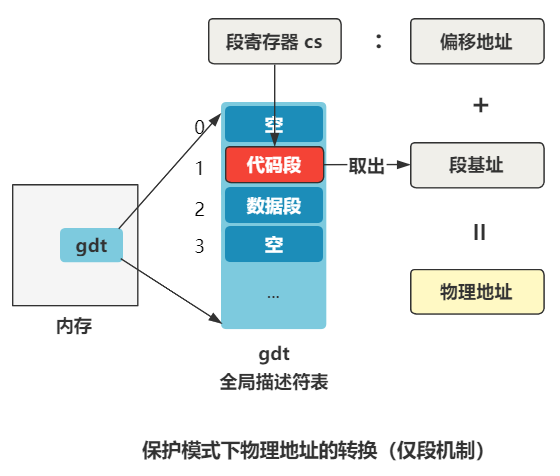 段寄存器 cs
:
偏移地址
+
0
空
1
代码段
取出
段基址
2
数据段
gdt
3
空
=
...
物理地址
内存
gdt
全局描述符表
保护模式下物理地址的转换（仅段机制）